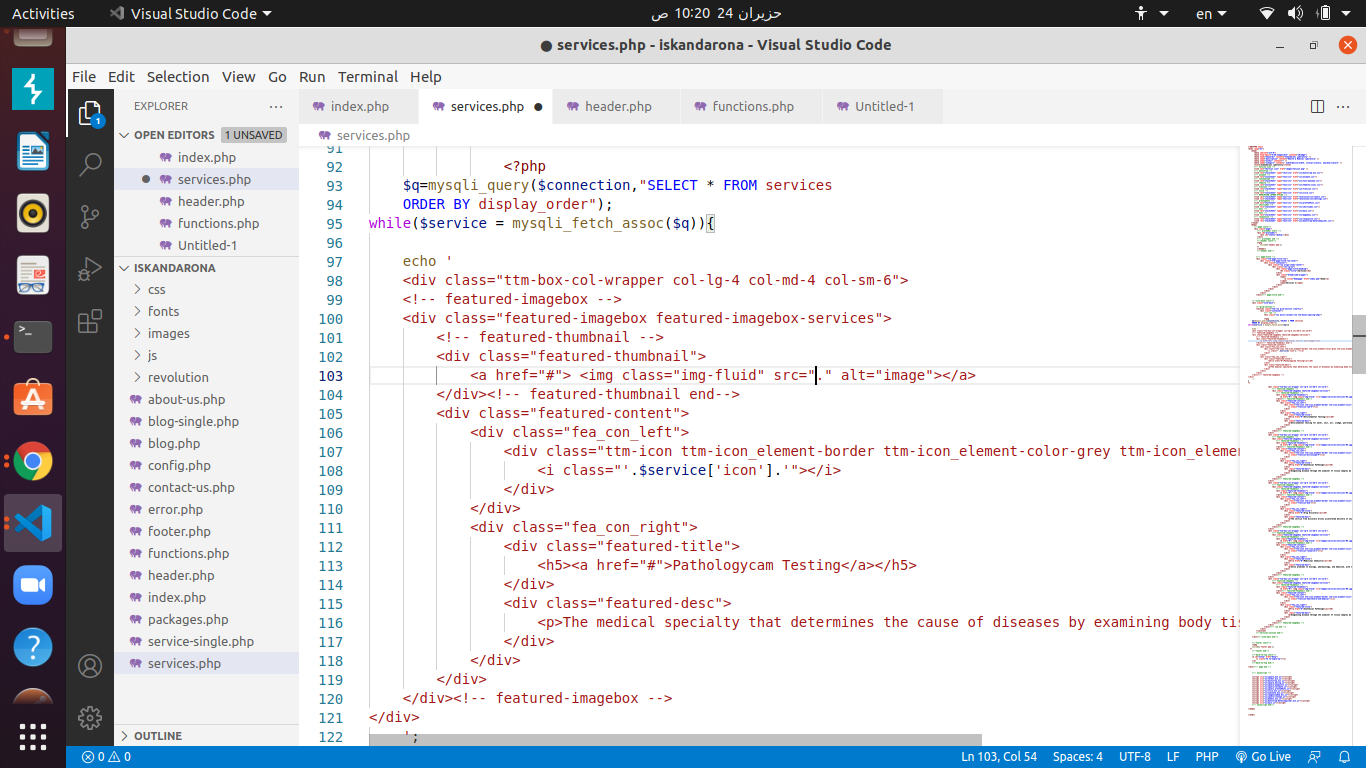 Activities
Visual Studio Code
حزيران 24 10:20 ص
en
● services.php - iskandarona - Visual Studio Code
File Edit Selection View Go Run Terminal Help
EXPLORER ···
index.php
services.php ●
header.php
functions.php
Untitled-1
OPEN EDITORS 1 UNSAVED
index.php
services.php
header.php
functions.php
Untitled-1
ISKANDARONA
css
fonts
images
js
revolution
about-us.php
blog-single.php
blog.php
config.php
contact-us.php
error.php
footer.php
functions.php
header.php
index.php
packages.php
service-single.php
services.php
OUTLINE
1
services.php
91
92 <?php
93 $q=mysqli_query($connection,"SELECT * FROM services
94 ORDER BY display_order");
95 while($service = mysqli_fetch_assoc($q)){
96
97 echo '
98 <div class="ttm-box-col-wrapper col-lg-4 col-md-4 col-sm-6">
99 <!-- featured-imagebox -->
100 <div class="featured-imagebox featured-imagebox-services">
101 <!-- featured-thumbnail -->
102 <div class="featured-thumbnail">
103 <a href="#"> <img class="img-fluid" src="." alt="image"></a>
104 </div><!-- featured-thumbnail end-->
105 <div class="featured-content">
106 <div class="fea_con_left">
107 <div class="ttm-icon ttm-icon_element-border ttm-icon_element-color-grey ttm-icon_elemen
108 <i class="'.$service['icon'].'"></i>
109 </div>
110 </div>
111 <div class="fea_con_right">
112 <div class="featured-title">
113 <h5><a href="#">Pathologycam Testing</a></h5>
114 </div>
115 <div class="featured-desc">
116 <p>The medical specialty that determines the cause of diseases by examining body tis
117 </div>
118 </div>
119 </div>
120 </div><!-- featured-imagebox -->
121 </div>
122 ';
0 0
Ln 103, Col 54 Spaces: 4 UTF-8 LF PHP Go Live